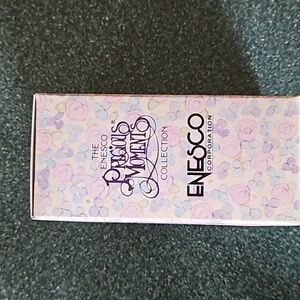 THE
ENESCO
PRECIOUS®
MOMENTS
COLLECTION
ENESCO
CORPORATION